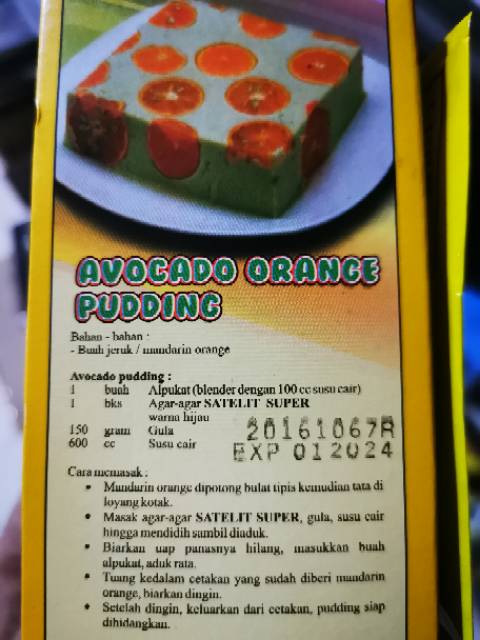 AVOCADO ORANGE
PUDDING
Bahan - bahan :
- Buah jeruk / mandarin orange
Avocado pudding :
1 buah Alpukat (blender dengan 100 cc susu cair)
1 bks Agar-agar SATELIT SUPER
warna hijau
150 gram Gula
600 cc Susu cair
20161067R
EXP 012024
Cara memasak :
• Mandarin orange dipotong bulat tipis kemudian tata di
loyang kotak.
• Masak agar-agar SATELIT SUPER, gula, susu cair
hingga mendidih sambil diaduk.
• Biarkan uap panasnya hilang, masukkan buah
alpukat, aduk rata.
• Tuang kedalam cetakan yang sudah diberi mandarin
orange, biarkan dingin.
• Setelah dingin, keluarkan dari cetakan, pudding siap
dihidangkan.